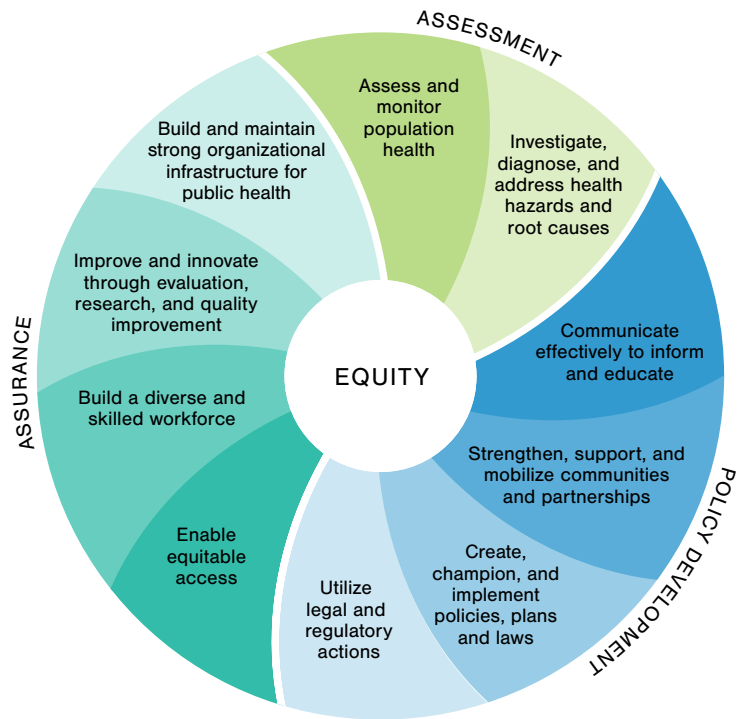 ASSESSMENT
Assess and
monitor
population
health
Investigate,
diagnose, and
address health
hazards and
root causes
POLICY DEVELOPMENT
Communicate
effectively to inform
and educate
Strengthen, support, and
mobilize communities
and partnerships
Create,
champion, and
implement
policies, plans
and laws
Utilize
legal and
regulatory
actions
ASSURANCE
Enable
equitable
access
Build a diverse and
skilled workforce
Improve and innovate
through evaluation,
research, and quality
improvement
Build and maintain
strong organizational
infrastructure for
public health
EQUITY